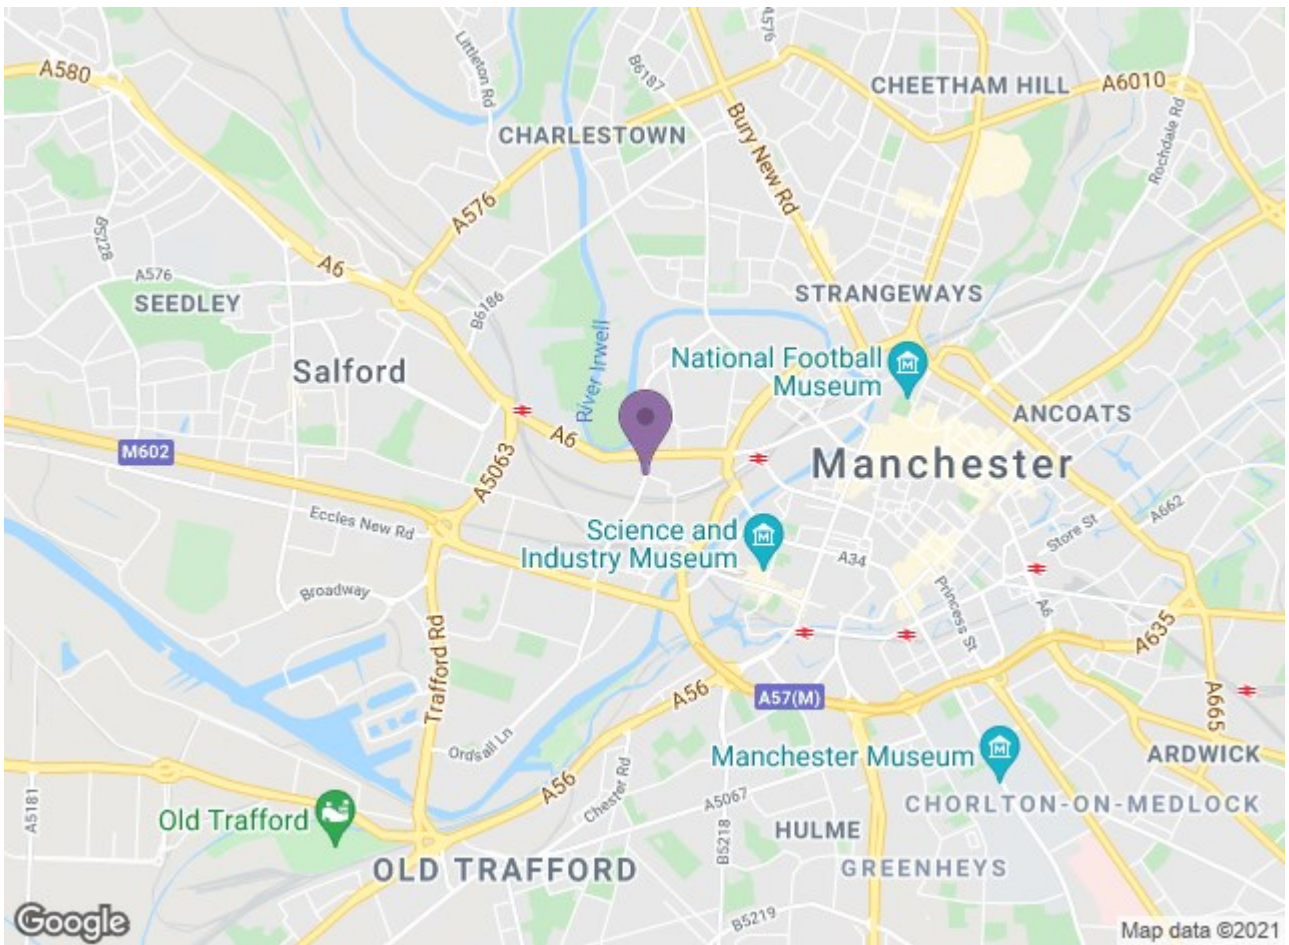 A580
Littleton Rd
B6187
A576
CHEETHAM HILL
A6010
CHARLESTOWN
Bury New Rd
Rochdale Rd
A576
B5228
A6
A576
SEEDLEY
B6186
STRANGEWAYS
River Irwell
National Football
Museum
Salford
ANCOATS
A6
M602
A5063
Manchester
Eccles New Rd
Science and
Industry Museum
A34
Store St
A662
Broadway
Princess St
A6
A635
Trafford Rd
A56
A57(M)
A665
Ordsall Ln
Manchester Museum
ARDWICK
A56
Chester Rd
A5067
CHORLTON-ON-MEDLOCK
A5181
Old Trafford
B5218
HULME
OLD TRAFFORD
GREENHEYS
B5219
Google
Map data ©2021